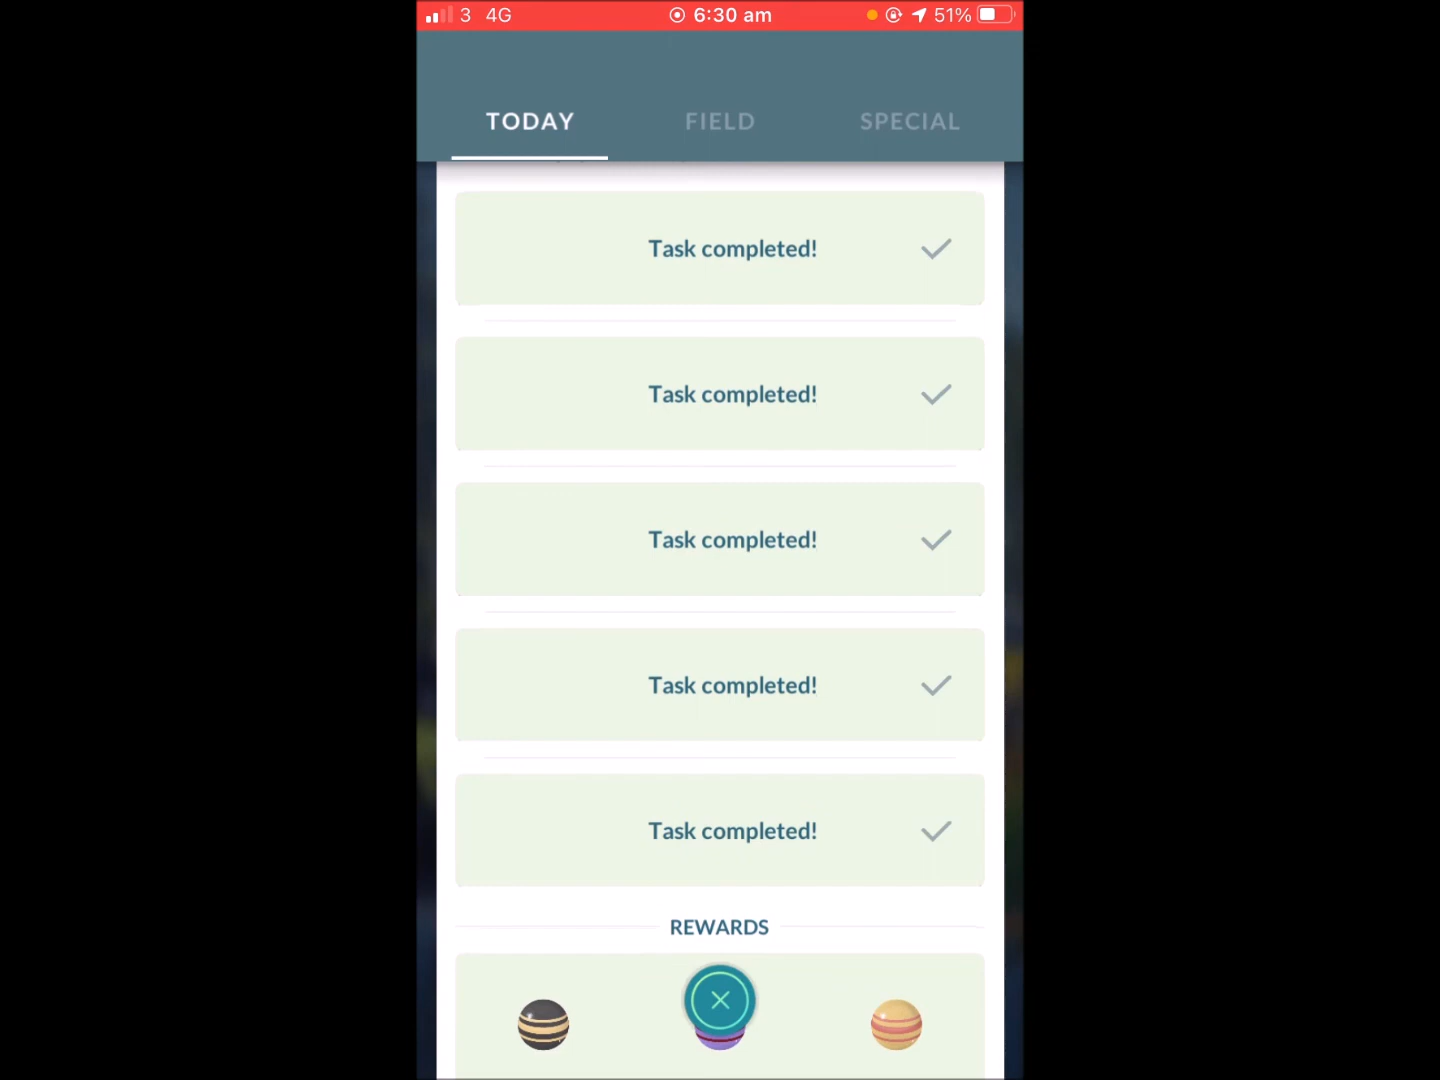 3 4G 6:30 am 51%
TODAY FIELD SPECIAL
Task completed!
Task completed!
Task completed!
Task completed!
Task completed!
REWARDS